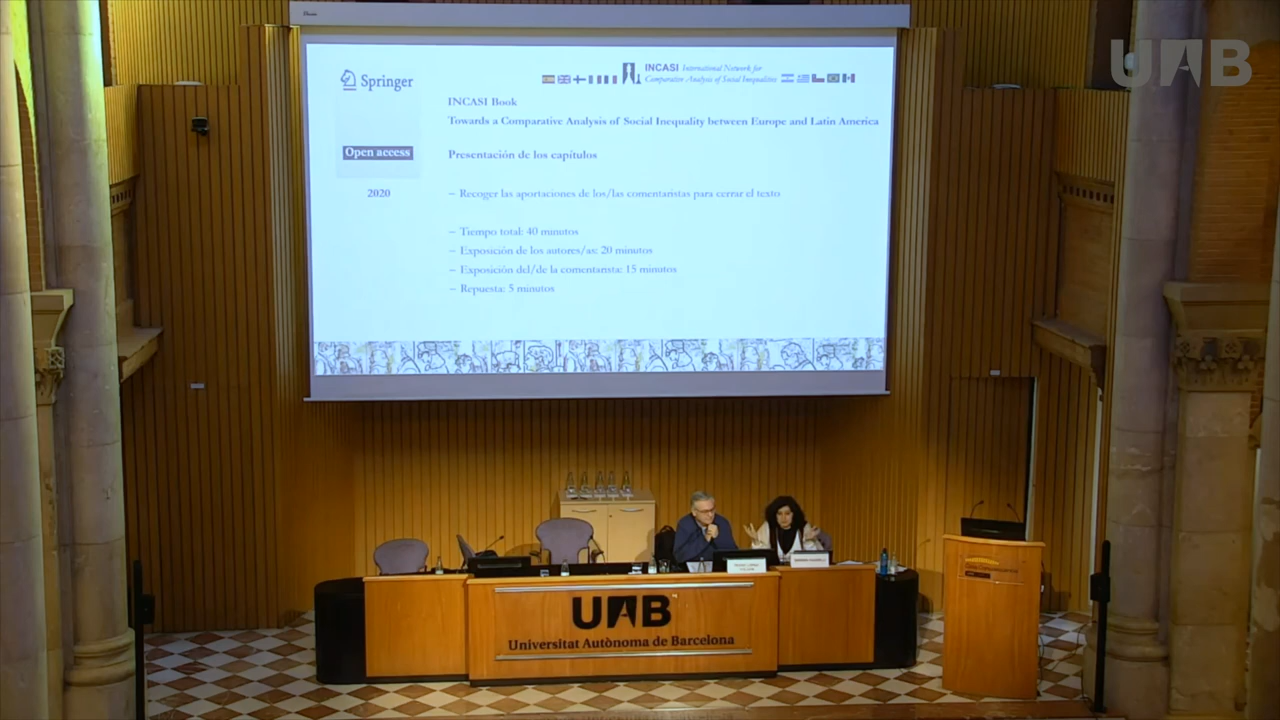 Springer
INCASI International Network for
Comparative Analysis of Social Inequalities
INCASI Book
Towards a Comparative Analysis of Social Inequality between Europe and Latin America
Open access
Presentación de los capítulos
2020
– Recoger las aportaciones de los/las comentaristas para cerrar el texto
– Tiempo total: 40 minutos
– Exposición de los autores/as: 20 minutos
– Exposición del/de la comentarista: 15 minutos
– Repuesta: 5 minutos
UAB
UAB
Universitat Autònoma de Barcelona